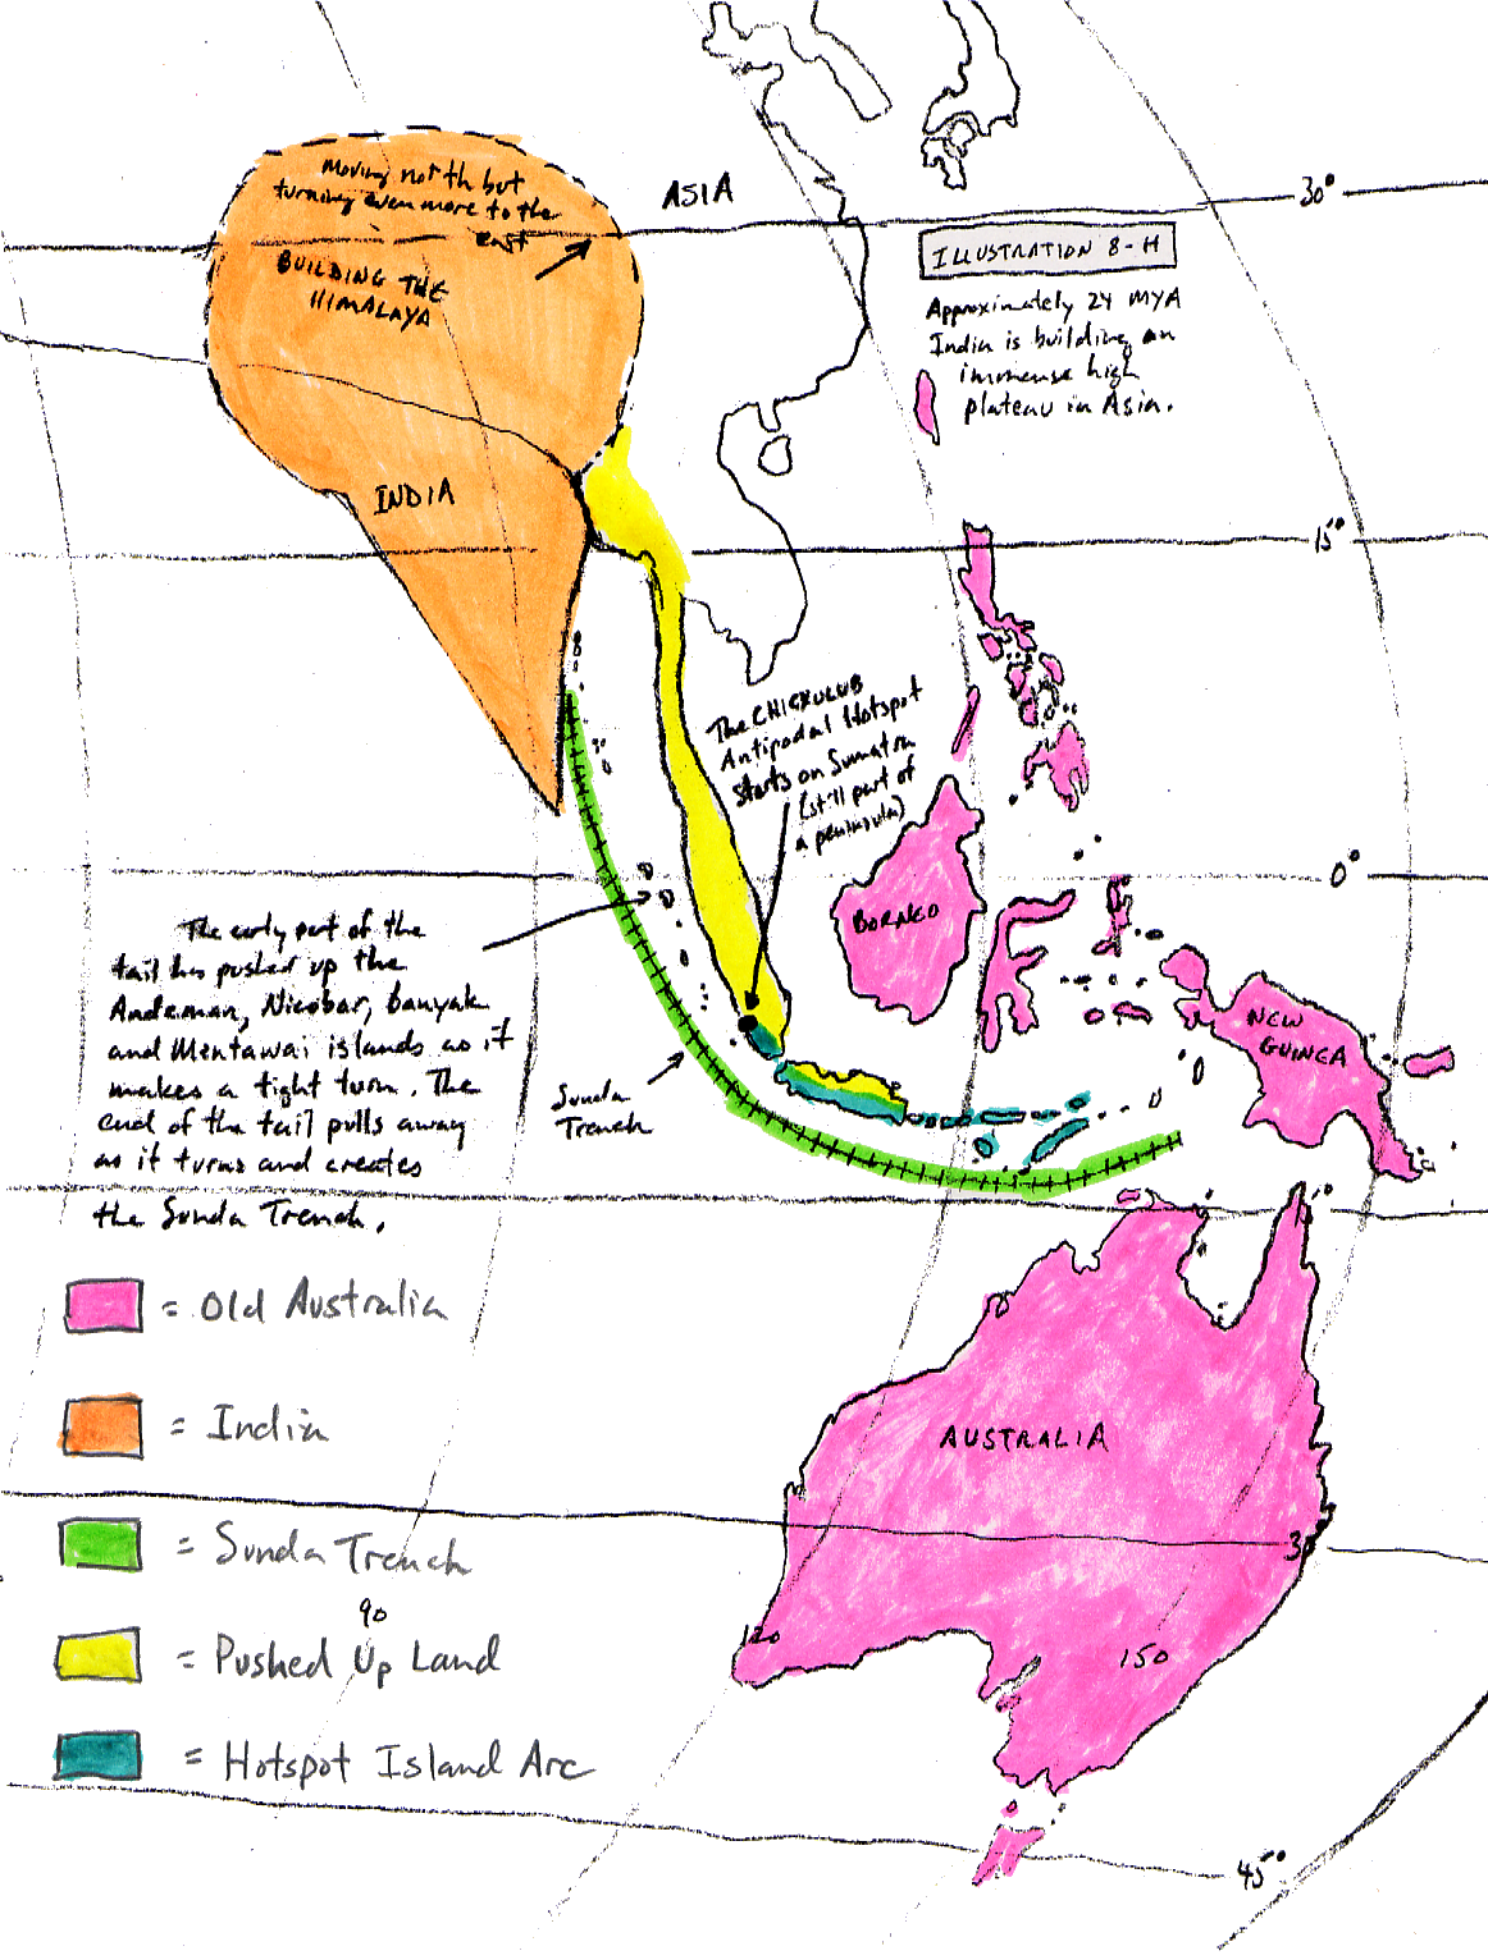 Moving north but
turning even more to the
east
BUILDING THE
HIMALAYA
ASIA
30°
ILLUSTRATION 8-H
Approximately 24 MYA
India is building an
immense high
plateau in Asia.
INDIA
15°
The CHICXULUB
Antipodal Hotspot
starts on Sumatra
(still part of
a peninsula)
0°
BORNEO
The early part of the
tail has pushed up the
Andaman, Nicobar, banyak
and Mentawai islands as it
makes a tight turn. The
end of the tail pulls away
as it turns and creates
the Sunda Trench.
NEW
GUINEA
Sunda
Trench
15°
= Old Australia
= India
AUSTRALIA
= Sunda Trench
30
90
= Pushed Up Land
120
150
= Hotspot Island Arc
45°